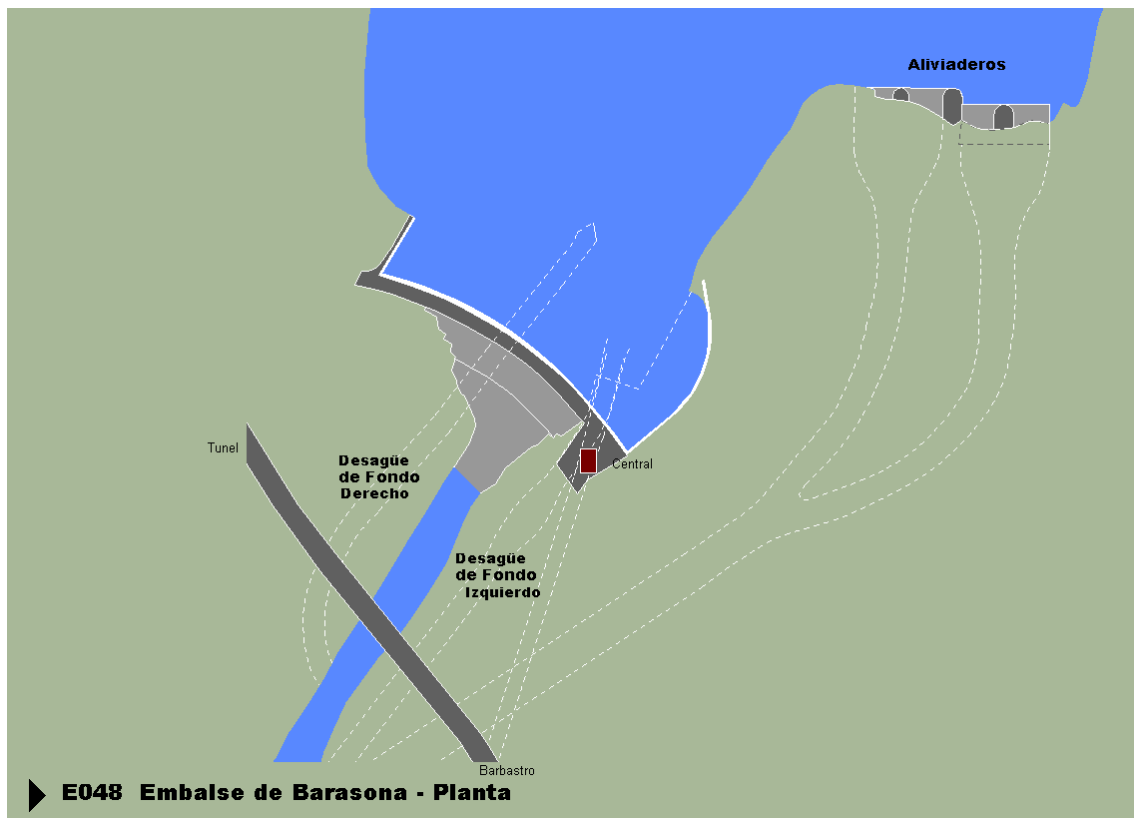 Aliviaderos
Tunel
Desagüe
de Fondo
Derecho
Central
Desagüe
de Fondo
Izquierdo
Barbastro
E048 Embalse de Barasona - Planta